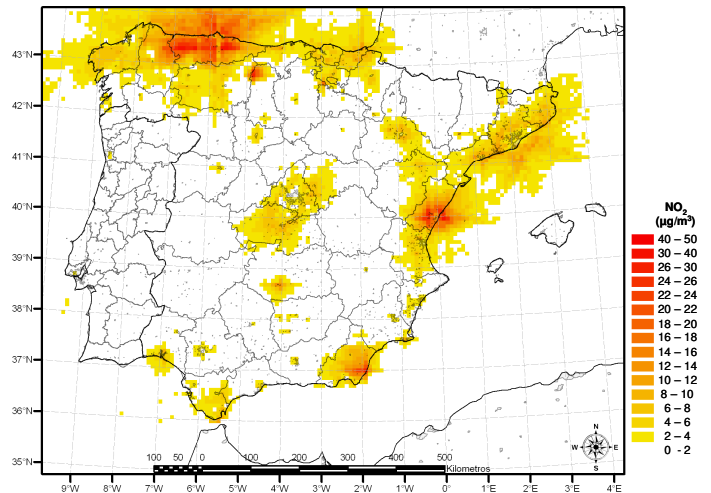 43°N
42°N
41°N
40°N
39°N
38°N
37°N
36°N
35°N
9°W 8°W 7°W 6°W 5°W 4°W 3°W 2°W 1°W 0° 1°E 2°E 3°E 4°E
100 50 0 100 200 300 400 500
Kilometros
N
W E
S
NO2
(µg/m³)
40 – 50
30 – 40
26 – 30
24 – 26
22 – 24
20 – 22
18 – 20
16 – 18
14 – 16
12 – 14
10 – 12
8 – 10
6 – 8
4 – 6
2 – 4
0 - 2